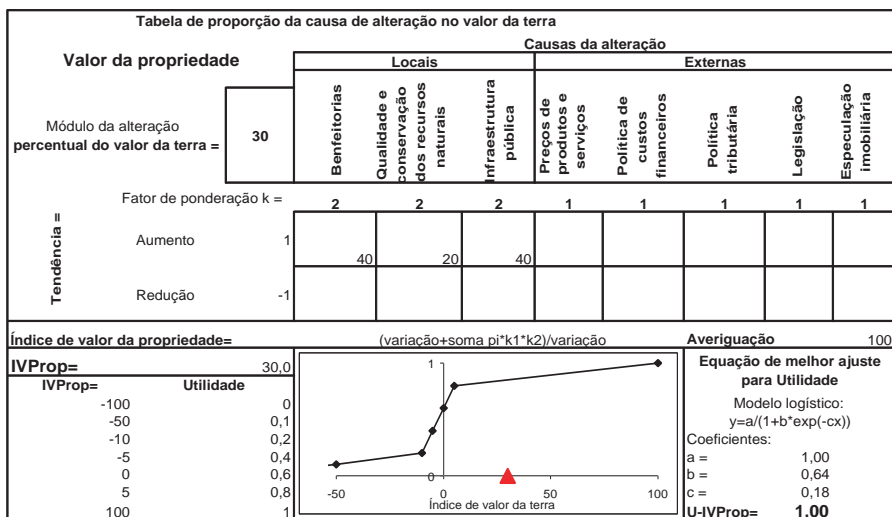 Tabela de proporção da causa de alteração no valor da terra
Valor da propriedade
Causas da alteração
Locais
Externas
Módulo da alteração
percentual do valor da terra =
30
Benfeitorias
Qualidade e
conservação
dos recursos
naturais
Infraestrutura
pública
Preços de
produtos e
serviços
Política de
custos
financeiros
Política
tributária
Legislação
Especulação
imobiliária
Fator de ponderação k =
2 2 2 1 1 1 1 1
Tendência =
Aumento 1
40 20 40
Redução -1
Índice de valor da propriedade= (variação+soma pi*k1*k2)/variação
Averiguação 100
IVProp= 30,0
IVProp= Utilidade
-100 0
-50 0,1
-10 0,2
-5 0,4
0 0,6
5 0,8
100 1
1
0
-50 0 50 100
Índice de valor da terra
Equação de melhor ajuste
para Utilidade
Modelo logístico:
y=a/(1+b*exp(-cx))
Coeficientes:
a = 1,00
b = 0,64
c = 0,18
U-IVProp= 1.00